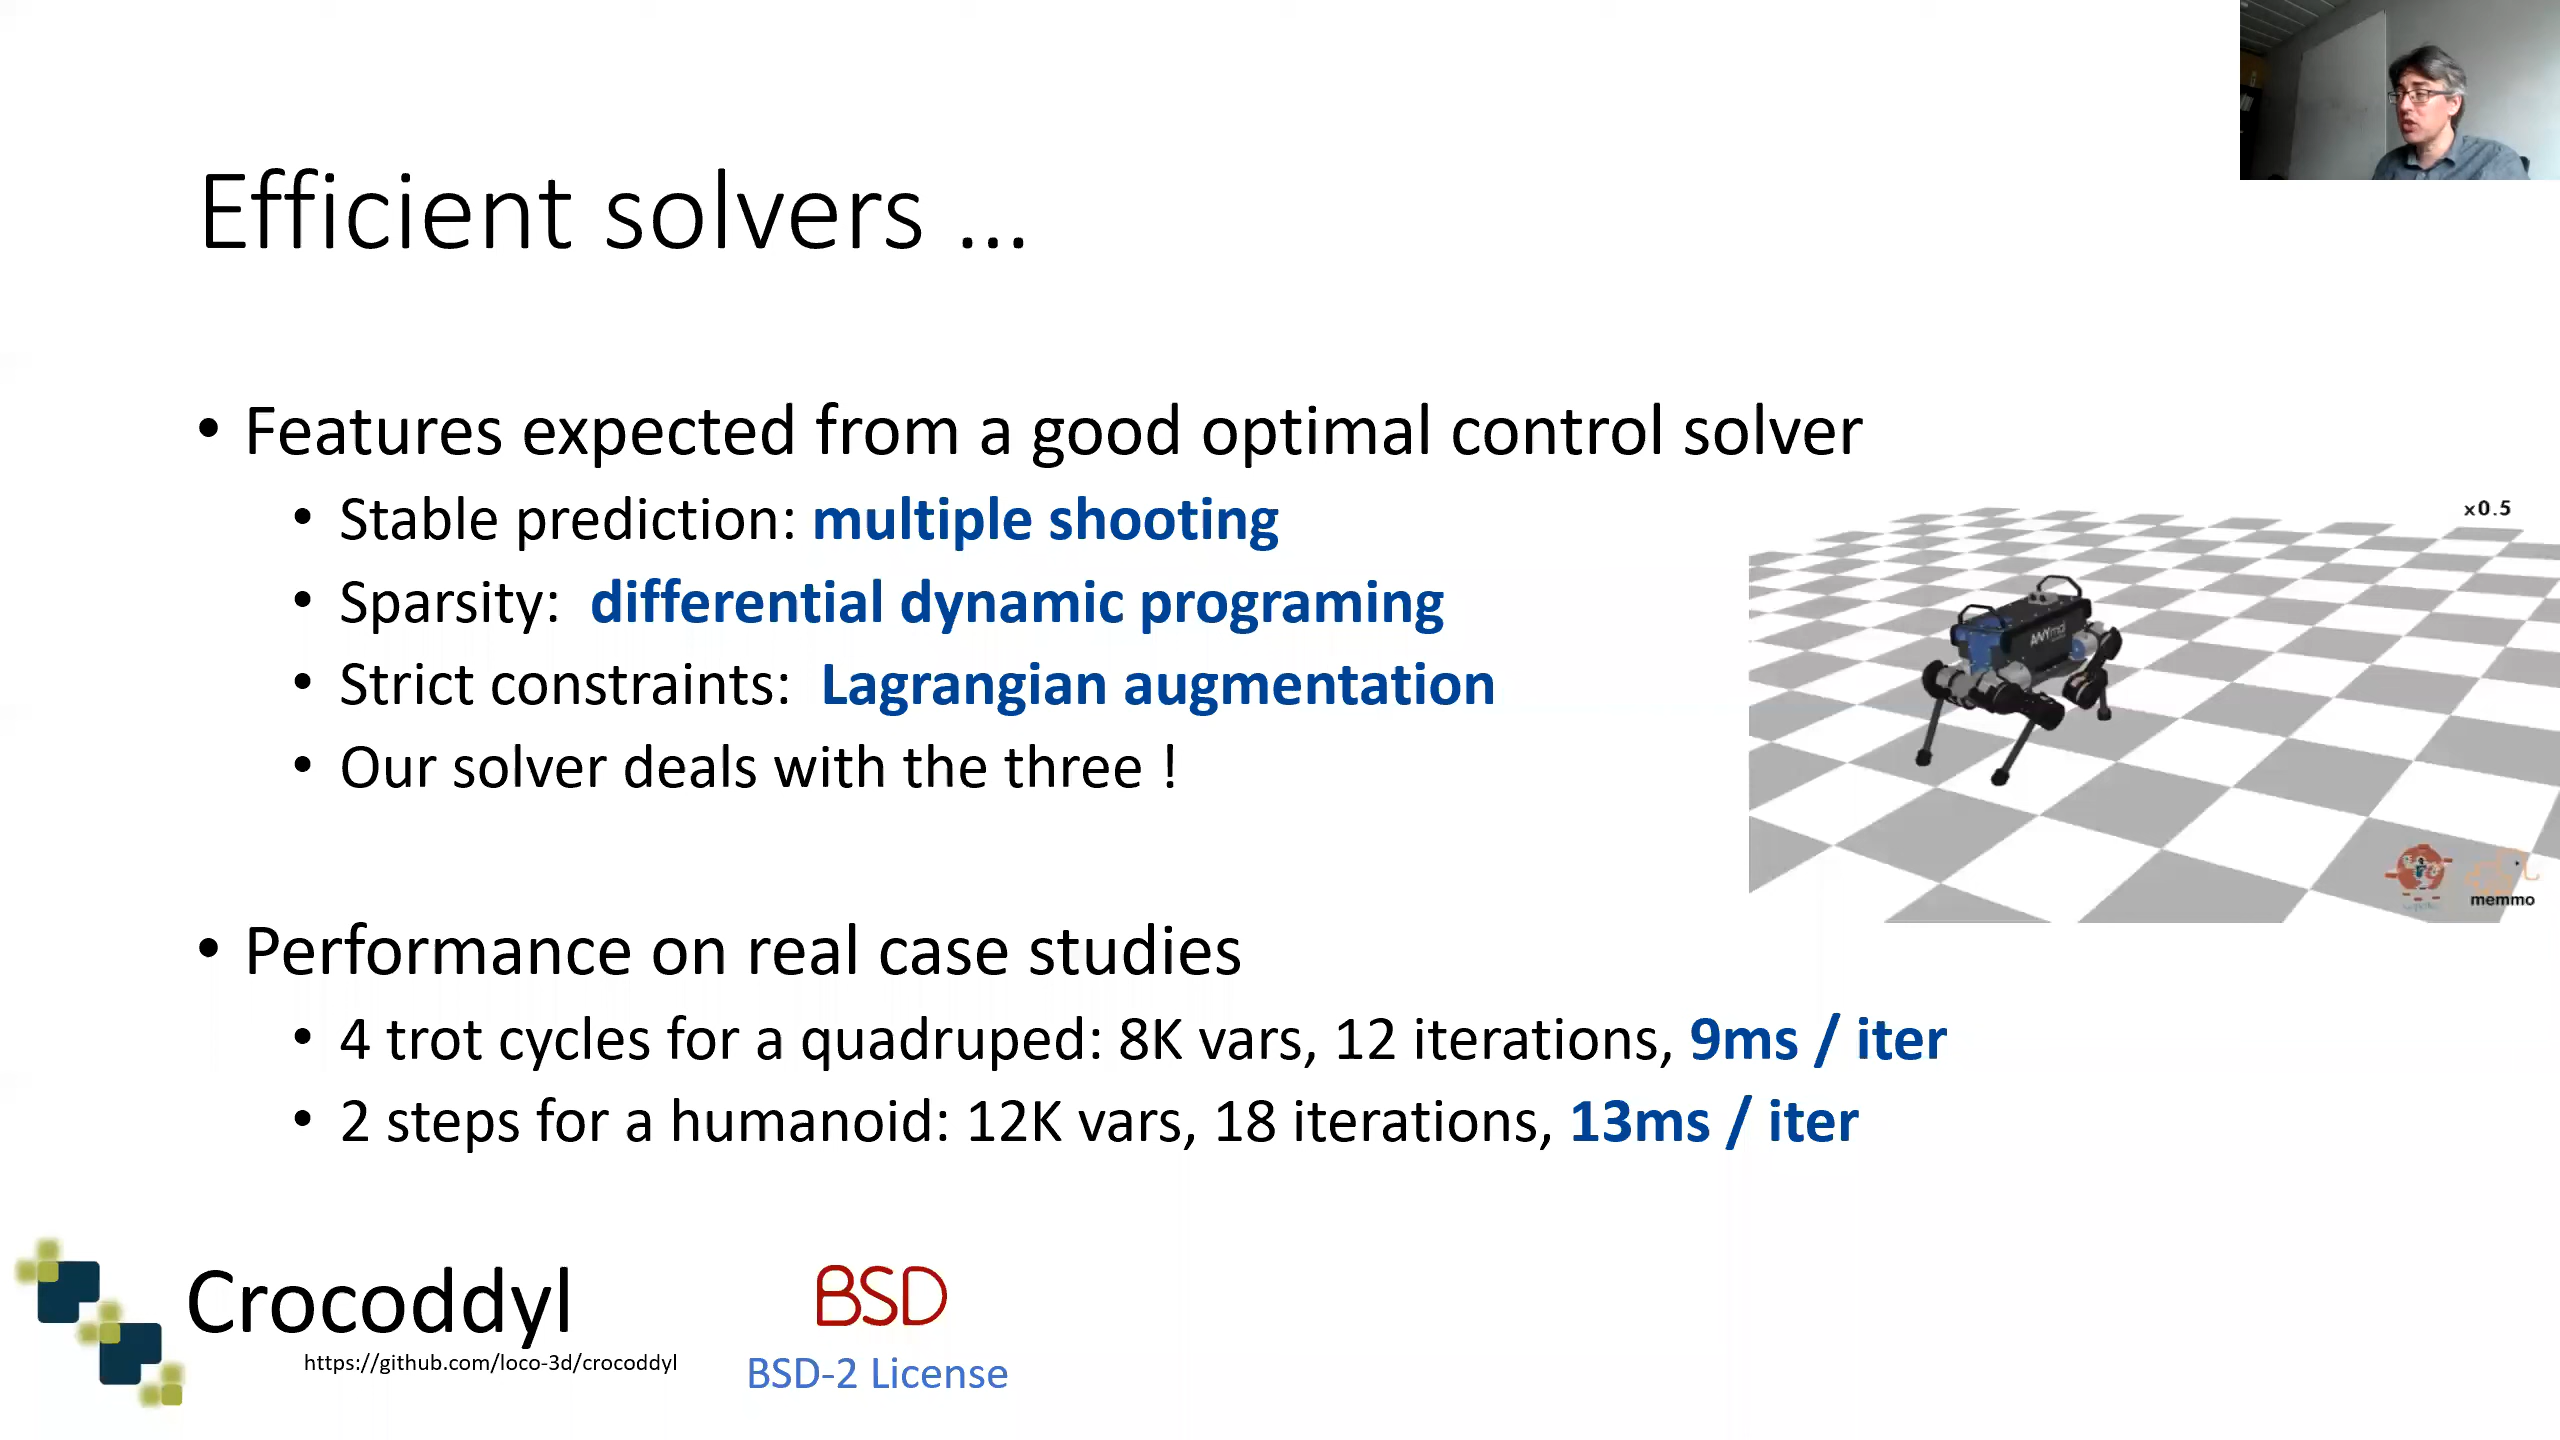 Efficient solvers ...
• Features expected from a good optimal control solver
• Stable prediction: multiple shooting
• Sparsity: differential dynamic programing
• Strict constraints: Lagrangian augmentation
• Our solver deals with the three !
x0.5
ANYmal
memmo
• Performance on real case studies
• 4 trot cycles for a quadruped: 8K vars, 12 iterations, 9ms / iter
• 2 steps for a humanoid: 12K vars, 18 iterations, 13ms / iter
Crocoddyl
https://github.com/loco-3d/crocoddyl
BSD
BSD-2 License